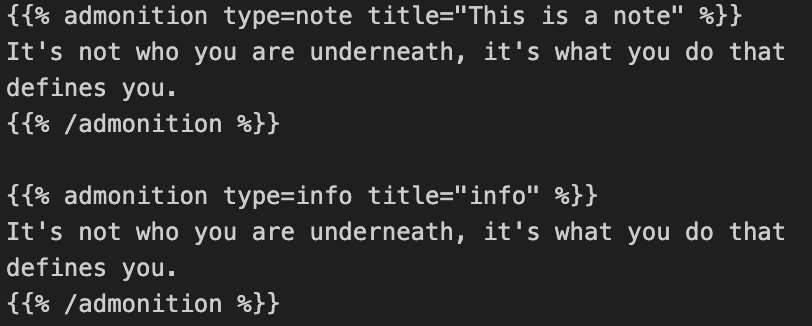 {{% admonition type=note title="This is a note" %}}
It's not who you are underneath, it's what you do that
defines you.
{{% /admonition %}}

{{% admonition type=info title="info" %}}
It's not who you are underneath, it's what you do that
defines you.
{{% /admonition %}}